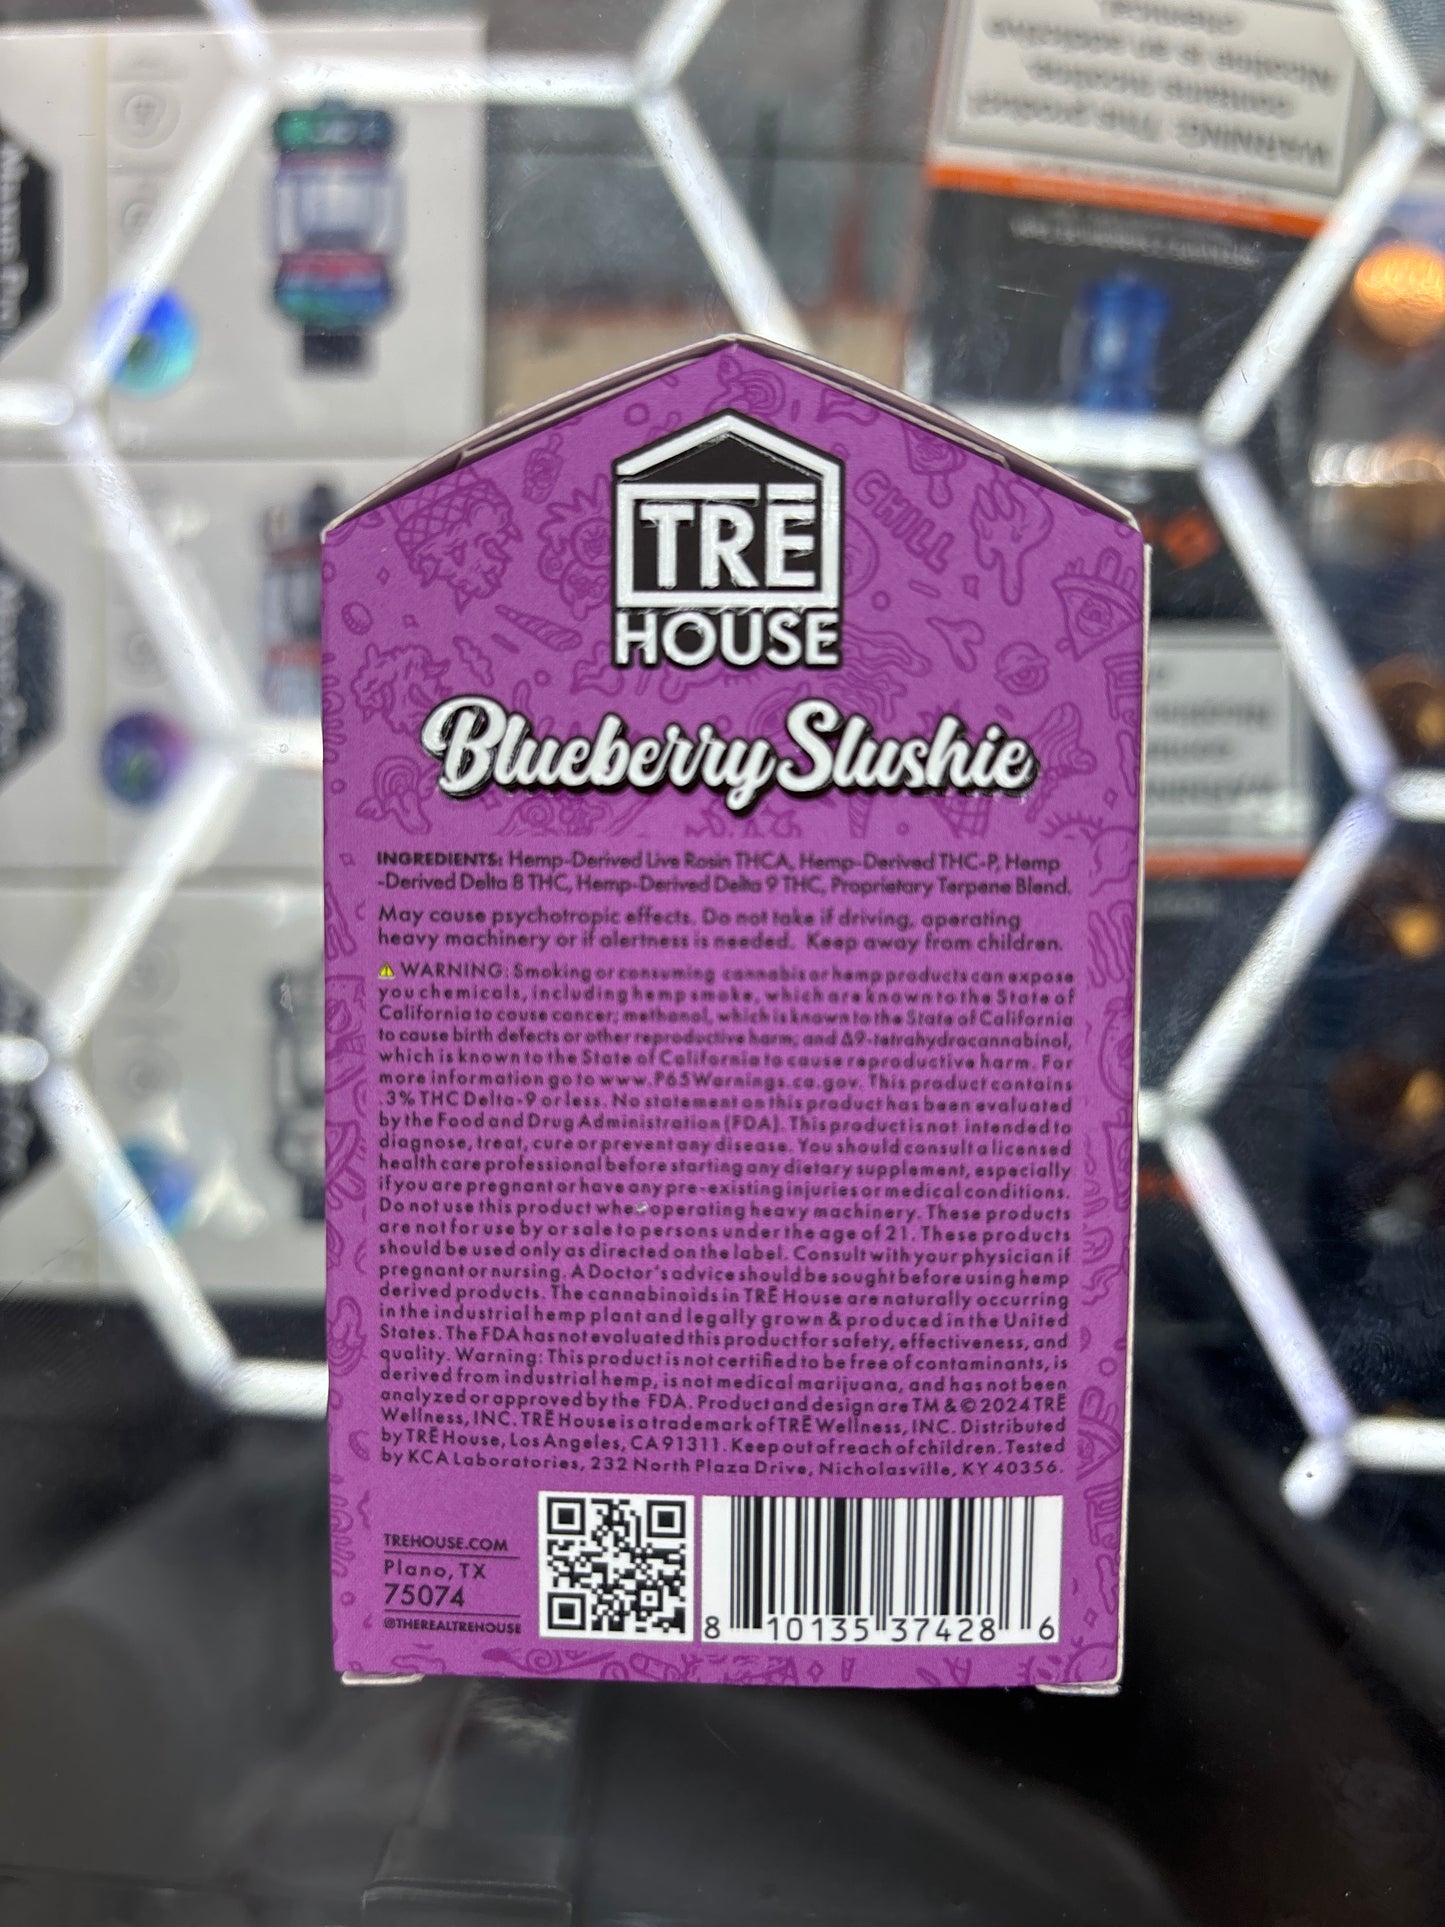 TRĒ
HOUSE
CHILL
Blueberry Slushie
INGREDIENTS: Hemp-Derived Live Rosin THCA, Hemp-Derived THC-P, Hemp
-Derived Delta 8 THC, Hemp-Derived Delta 9 THC, Proprietary Terpene Blend.
May cause psychotropic effects. Do not take if driving, operating
heavy machinery or if alertness is needed. Keep away from children.
⚠ WARNING: Smoking or consuming cannabis or hemp products can expose
you chemicals, including hemp smoke, which are known to the State of
California to cause cancer; methanol, which is known to the State of California
to cause birth defects or other reproductive harm; and Δ9-tetrahydrocannabinol,
which is known to the State of California to cause reproductive harm. For
more information go to www.P65Warnings.ca.gov. This product contains
.3% THC Delta-9 or less. No statement on this product has been evaluated
by the Food and Drug Administration (FDA). This product is not intended to
diagnose, treat, cure or prevent any disease. You should consult a licensed
health care professional before starting any dietary supplement, especially
if you are pregnant or have any pre-existing injuries or medical conditions.
Do not use this product when operating heavy machinery. These products
are not for use by or sale to persons under the age of 21. These products
should be used only as directed on the label. Consult with your physician if
pregnant or nursing. A Doctor's advice should be sought before using hemp
derived products. The cannabinoids in TRĒ House are naturally occurring
in the industrial hemp plant and legally grown & produced in the United
States. The FDA has not evaluated this product for safety, effectiveness, and
quality. Warning: This product is not certified to be free of contaminants, is
derived from industrial hemp, is not medical marijuana, and has not been
analyzed or approved by the FDA. Product and design are TM & © 2024 TRĒ
Wellness, INC. TRĒ House is a trademark of TRĒ Wellness, INC. Distributed
by TRĒ House, Los Angeles, CA 91311. Keep out of reach of children. Tested
by KCA Laboratories, 232 North Plaza Drive, Nicholasville, KY 40356.
TREHOUSE.COM
Plano, TX
75074
@THEREALTREHOUSE
8 10135 37428 6
WARNING: This product
contains nicotine
Nicotine is an addictive
chemical